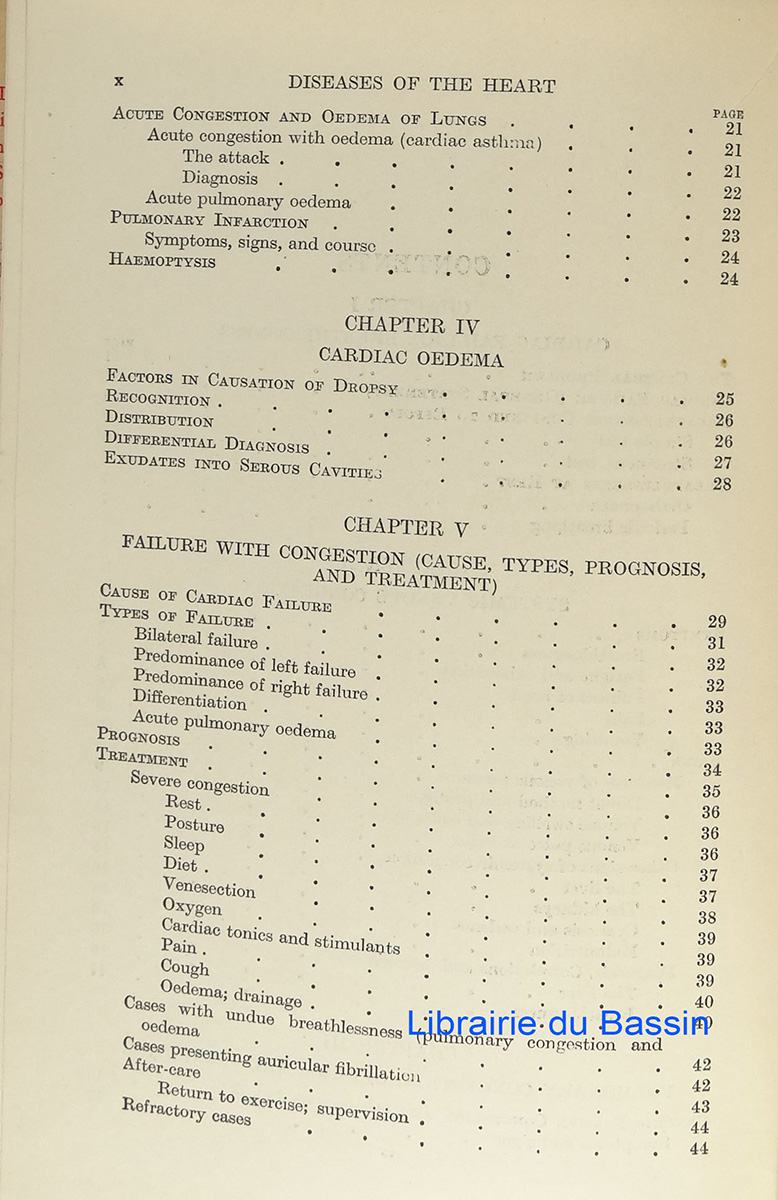 x DISEASES OF THE HEART
PAGE
ACUTE CONGESTION AND OEDEMA OF LUNGS . . . . 21
Acute congestion with oedema (cardiac asthma) . . . 21
The attack . . . . . . . . 21
Diagnosis . . . . . . . . 22
Acute pulmonary oedema . . . . . . 22
PULMONARY INFARCTION . . . . . . . 23
Symptoms, signs, and course . . . . . . 24
HAEMOPTYSIS . . . . . . . . 24
CHAPTER IV
CARDIAC OEDEMA
FACTORS IN CAUSATION OF DROPSY . . . . . 25
RECOGNITION . . . . . . . . . 26
DISTRIBUTION . . . . . . . . 26
DIFFERENTIAL DIAGNOSIS . . . . . . . 27
EXUDATES INTO SEROUS CAVITIES . . . . . 28
CHAPTER V
FAILURE WITH CONGESTION (CAUSE, TYPES, PROGNOSIS,
AND TREATMENT)
CAUSE OF CARDIAC FAILURE . . . . . . 29
TYPES OF FAILURE . . . . . . . . 31
Bilateral failure . . . . . . . . 32
Predominance of left failure . . . . . . 32
Predominance of right failure . . . . . . 33
Differentiation . . . . . . . . 33
Acute pulmonary oedema . . . . . . 33
PROGNOSIS . . . . . . . . . 34
TREATMENT . . . . . . . . . 35
Severe congestion . . . . . . . 36
Rest . . . . . . . . . 36
Posture . . . . . . . . 36
Sleep . . . . . . . . 37
Diet . . . . . . . . . 37
Venesection . . . . . . . 38
Oxygen . . . . . . . . 39
Cardiac tonics and stimulants . . . . . 39
Pain . . . . . . . . . 39
Cough . . . . . . . . 40
Oedema; drainage . . . . . . . 40
Cases with undue breathlessness (pulmonary congestion and
oedema . . . . . . . . 42
Cases presenting auricular fibrillation . . . . 42
After-care . . . . . . . . 43
Return to exercise; supervision . . . . . 44
Refractory cases . . . . . . . 44
Librairie du Bassin